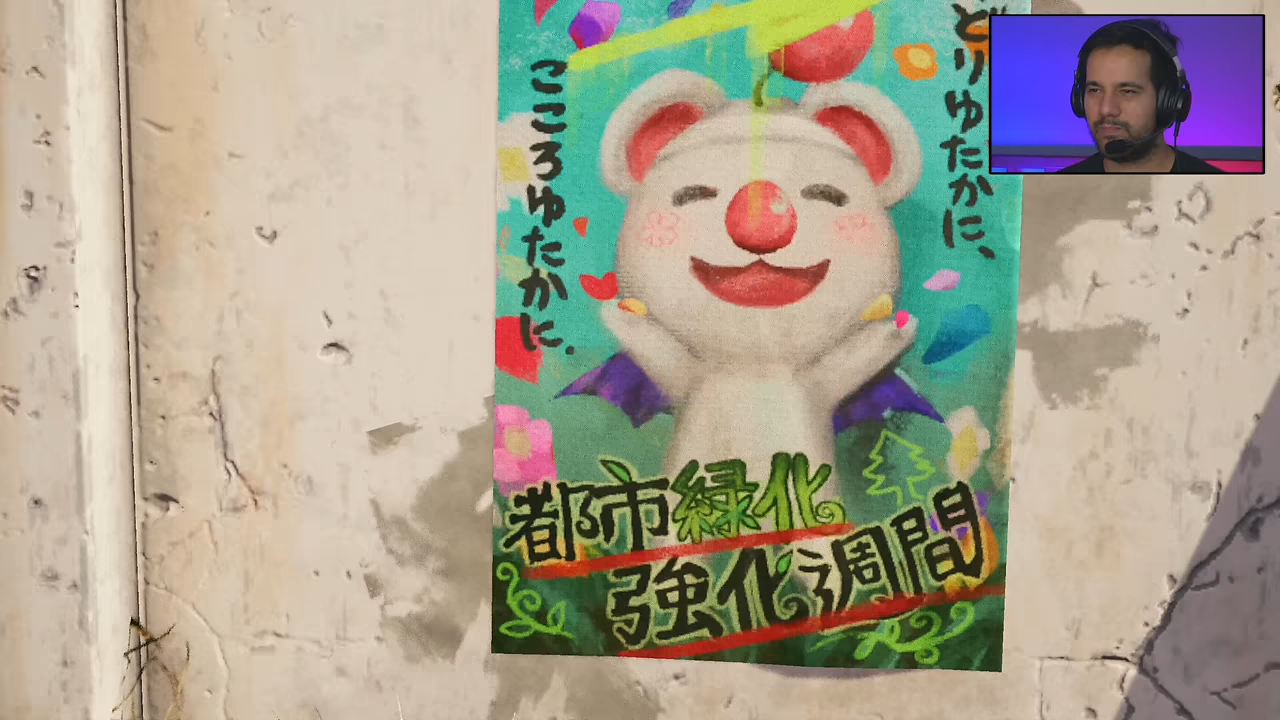 どりゆたかに、
こころゆたかに.
都市緑化
強化週間